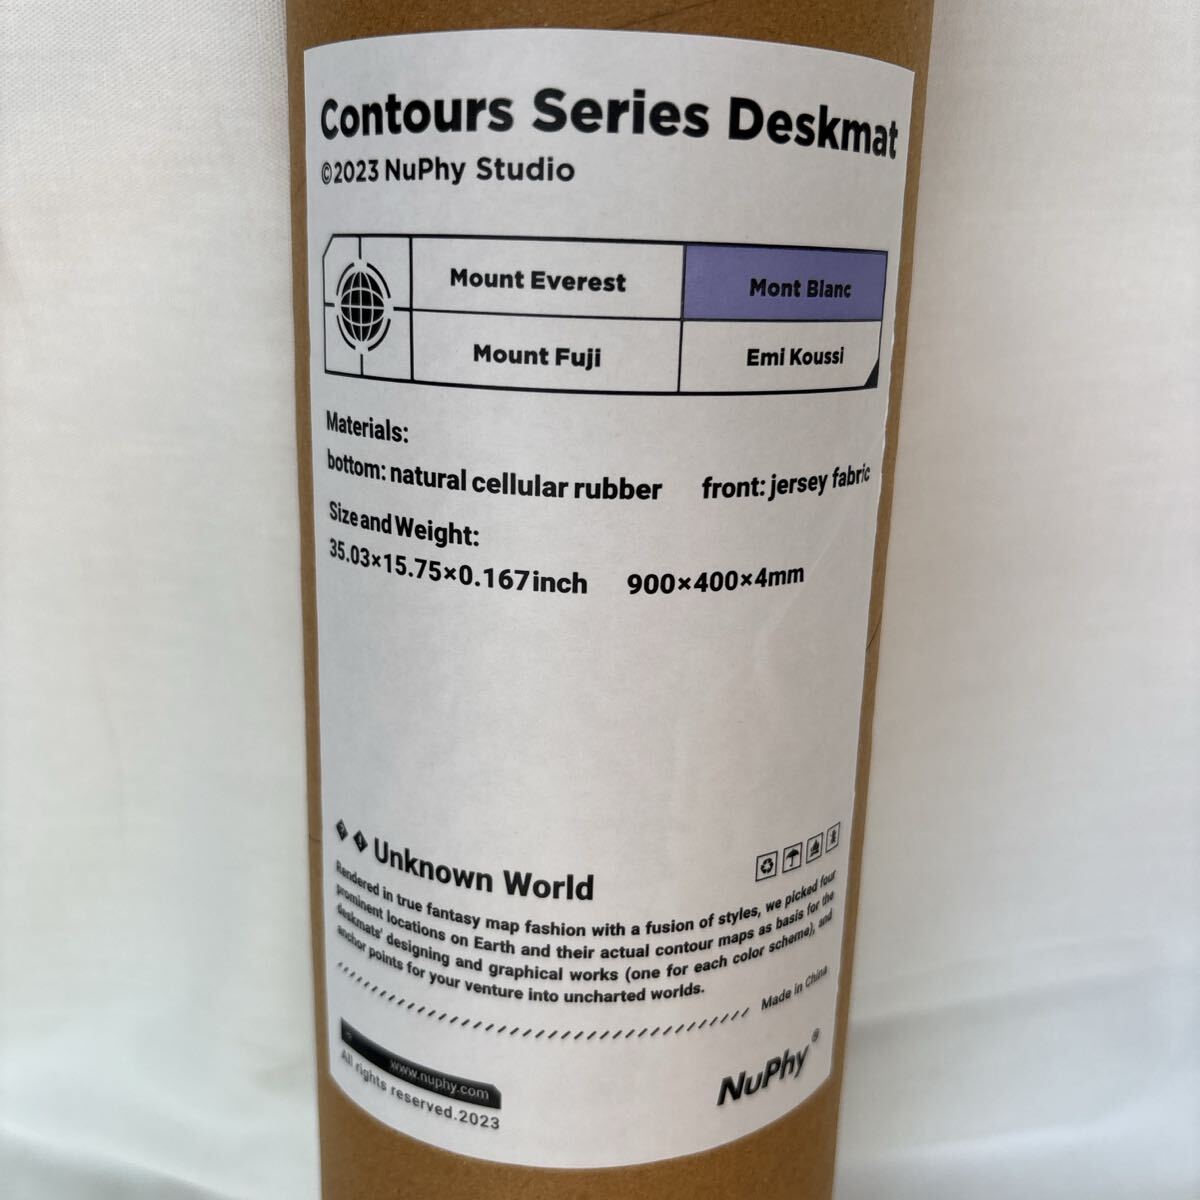 Contours Series Deskmat
©2023 NuPhy Studio
Mount Everest
Mont Blanc
Mount Fuji
Emi Koussi
Materials:
bottom: natural cellular rubber front: jersey fabric
Size and Weight:
35.03×15.75×0.167inch 900×400×4mm
Unknown World
Rendered in true fantasy map fashion with a fusion of styles, we picked four
prominent locations on Earth and their actual contour maps as basis for the
deskmats' designing and graphical works (one for each color scheme), and
anchor points for your venture into uncharted worlds.
Made in China
www.nuphy.com
All rights reserved.2023
NuPhy®